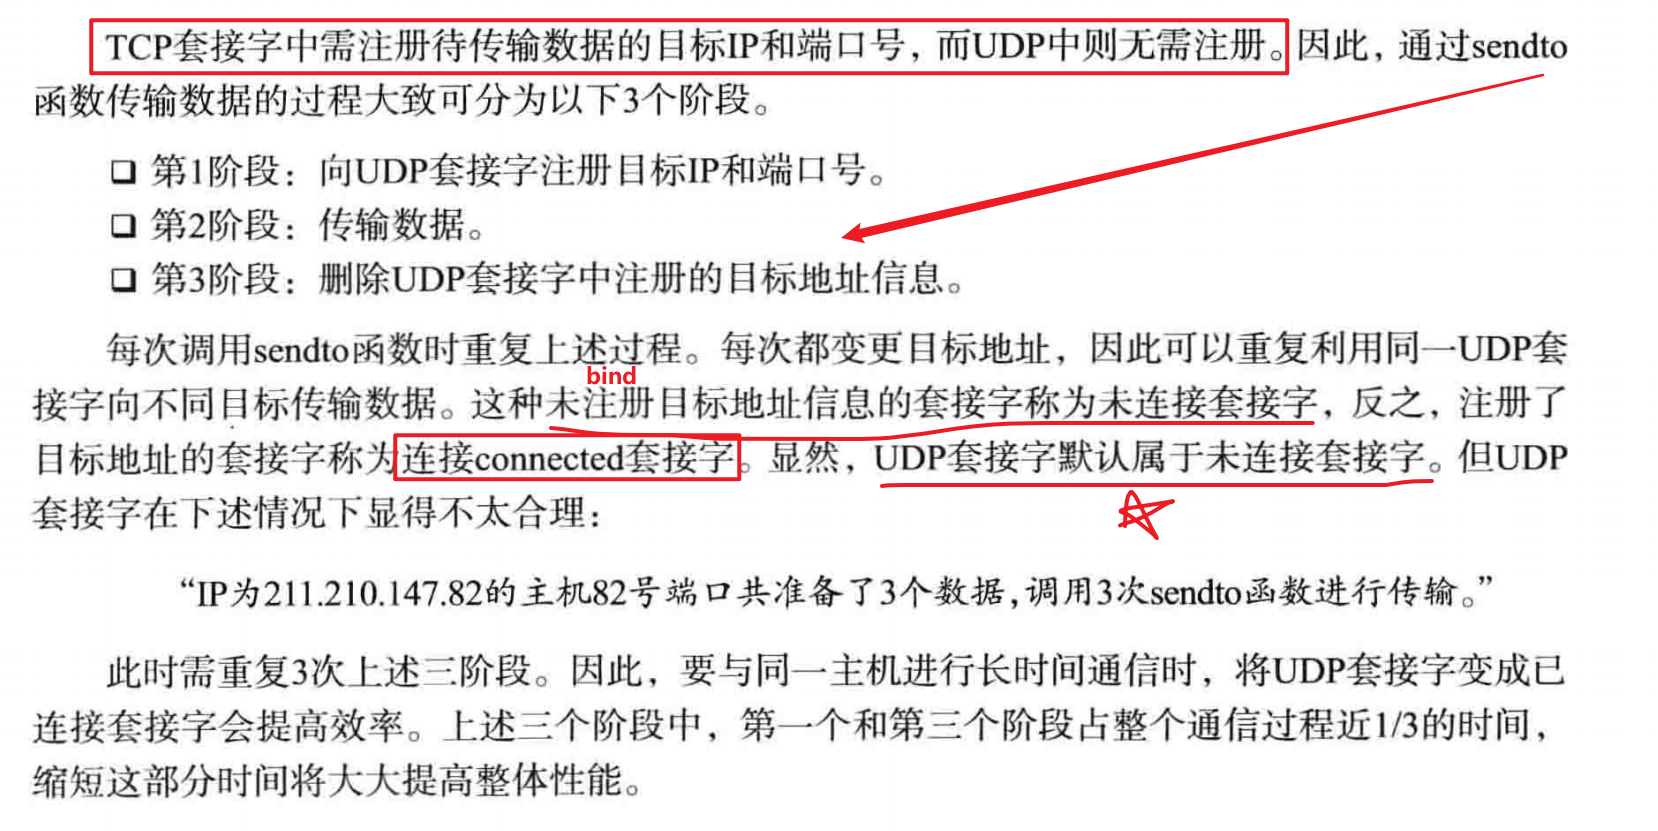 TCP套接字中需注册待传输数据的目标IP和端口号，而UDP中则无需注册。因此，通过sendto
函数传输数据的过程大致可分为以下3个阶段。
❑ 第1阶段：向UDP套接字注册目标IP和端口号。
❑ 第2阶段：传输数据。
❑ 第3阶段：删除UDP套接字中注册的目标地址信息。
每次调用sendto函数时重复上述过程。每次都变更目标地址，因此可以重复利用同一UDP套
bind
接字向不同目标传输数据。这种未注册目标地址信息的套接字称为未连接套接字，反之，注册了
目标地址的套接字称为连接connected套接字。显然，UDP套接字默认属于未连接套接字。但UDP
套接字在下述情况下显得不太合理：
“IP为211.210.147.82的主机82号端口共准备了3个数据,调用3次sendto函数进行传输。”
此时需重复3次上述三阶段。因此，要与同一主机进行长时间通信时，将UDP套接字变成已
连接套接字会提高效率。上述三个阶段中，第一个和第三个阶段占整个通信过程近1/3的时间，
缩短这部分时间将大大提高整体性能。